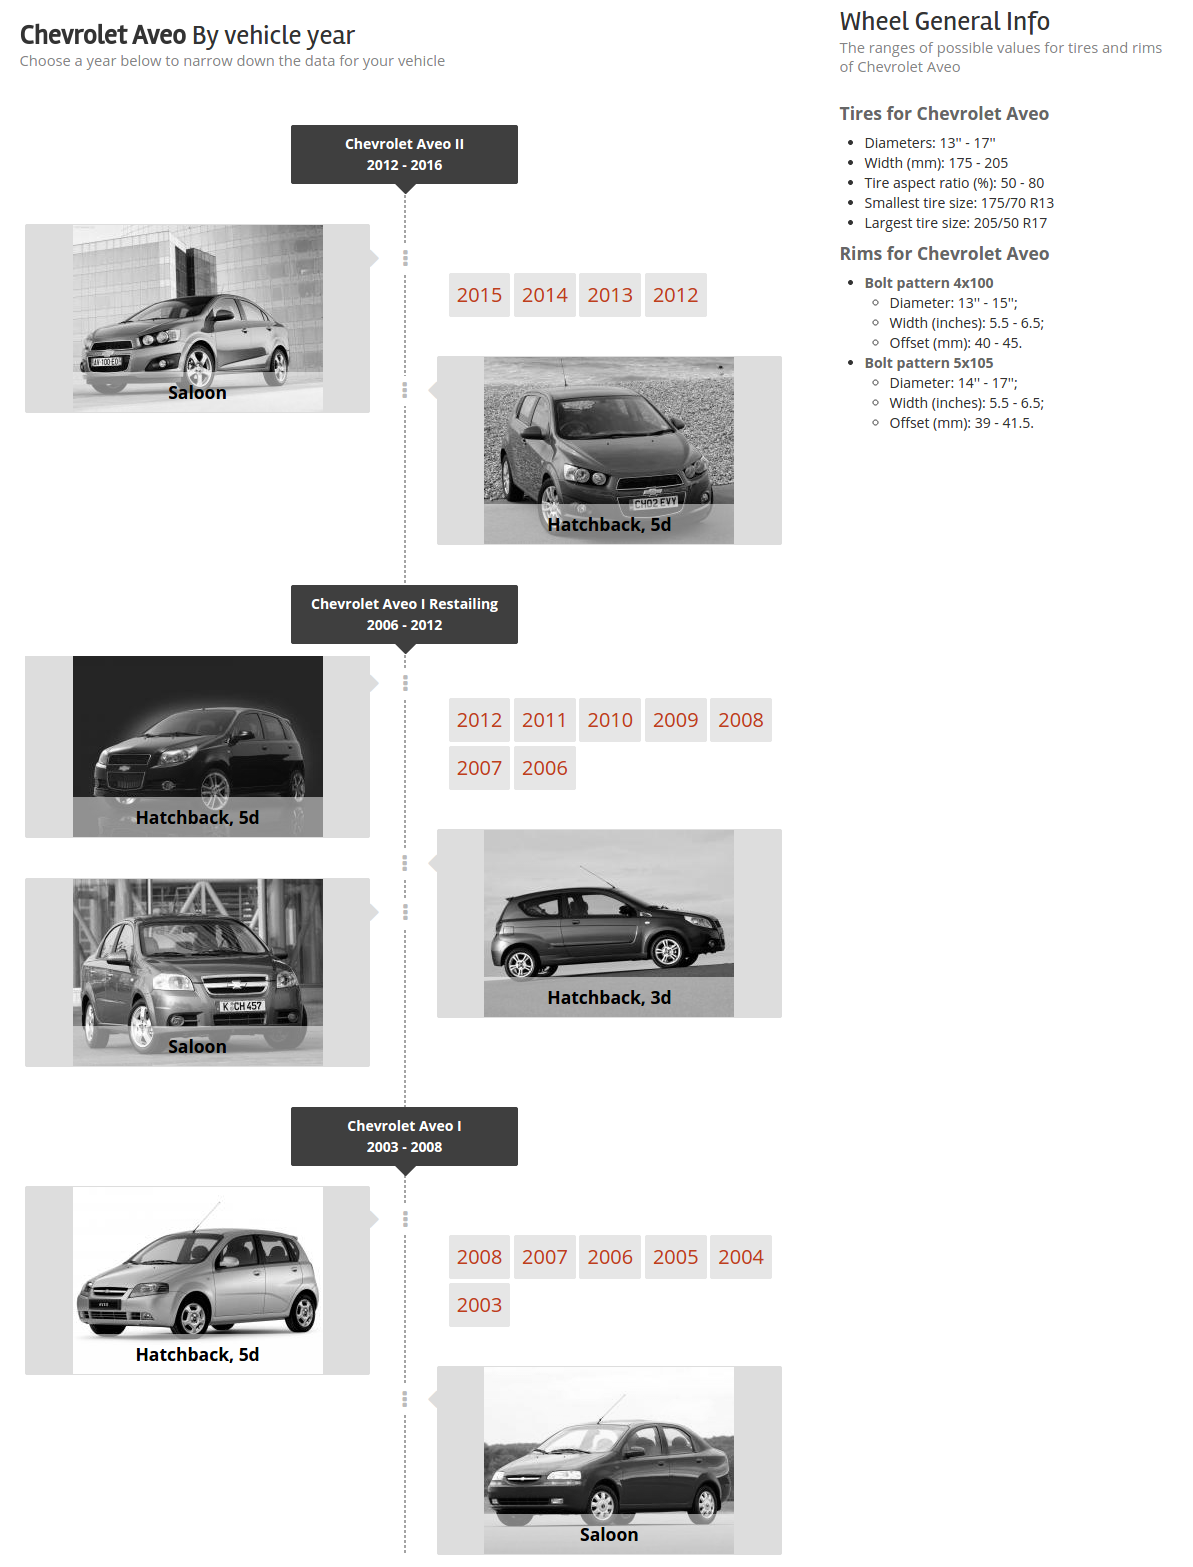 Chevrolet Aveo By vehicle year
Choose a year below to narrow down the data for your vehicle
Chevrolet Aveo II
2012 - 2016
Saloon
2015 2014 2013 2012
Hatchback, 5d
CH02 EVY
Chevrolet Aveo I Restailing
2006 - 2012
Hatchback, 5d
2012 2011 2010 2009 2008
2007 2006
Hatchback, 3d
K CH 457
Saloon
Chevrolet Aveo I
2003 - 2008
AVEO
Hatchback, 5d
2008 2007 2006 2005 2004
2003
Saloon
Wheel General Info
The ranges of possible values for tires and rims
of Chevrolet Aveo
Tires for Chevrolet Aveo
Diameters: 13'' - 17''
Width (mm): 175 - 205
Tire aspect ratio (%): 50 - 80
Smallest tire size: 175/70 R13
Largest tire size: 205/50 R17
Rims for Chevrolet Aveo
Bolt pattern 4x100
Diameter: 13'' - 15'';
Width (inches): 5.5 - 6.5;
Offset (mm): 40 - 45.
Bolt pattern 5x105
Diameter: 14'' - 17'';
Width (inches): 5.5 - 6.5;
Offset (mm): 39 - 41.5.